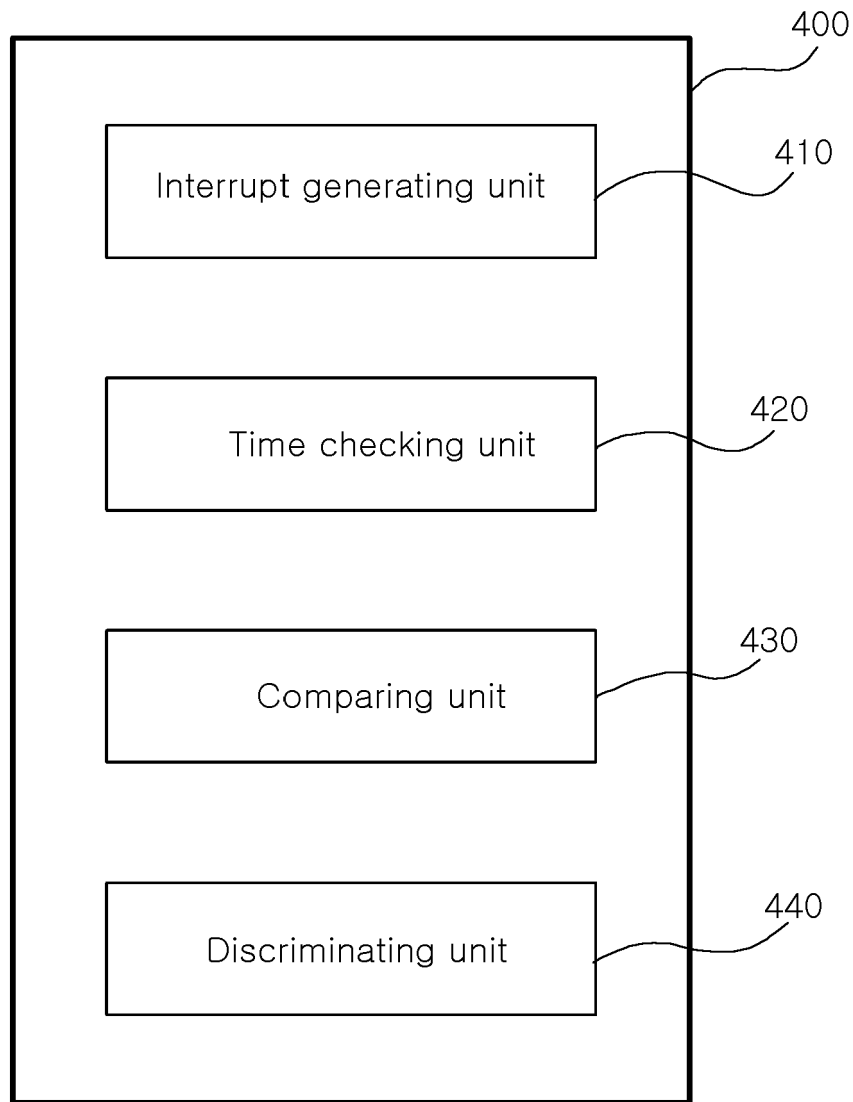 400
Interrupt generating unit
410
Time checking unit
420
Comparing unit
430
Discriminating unit
440